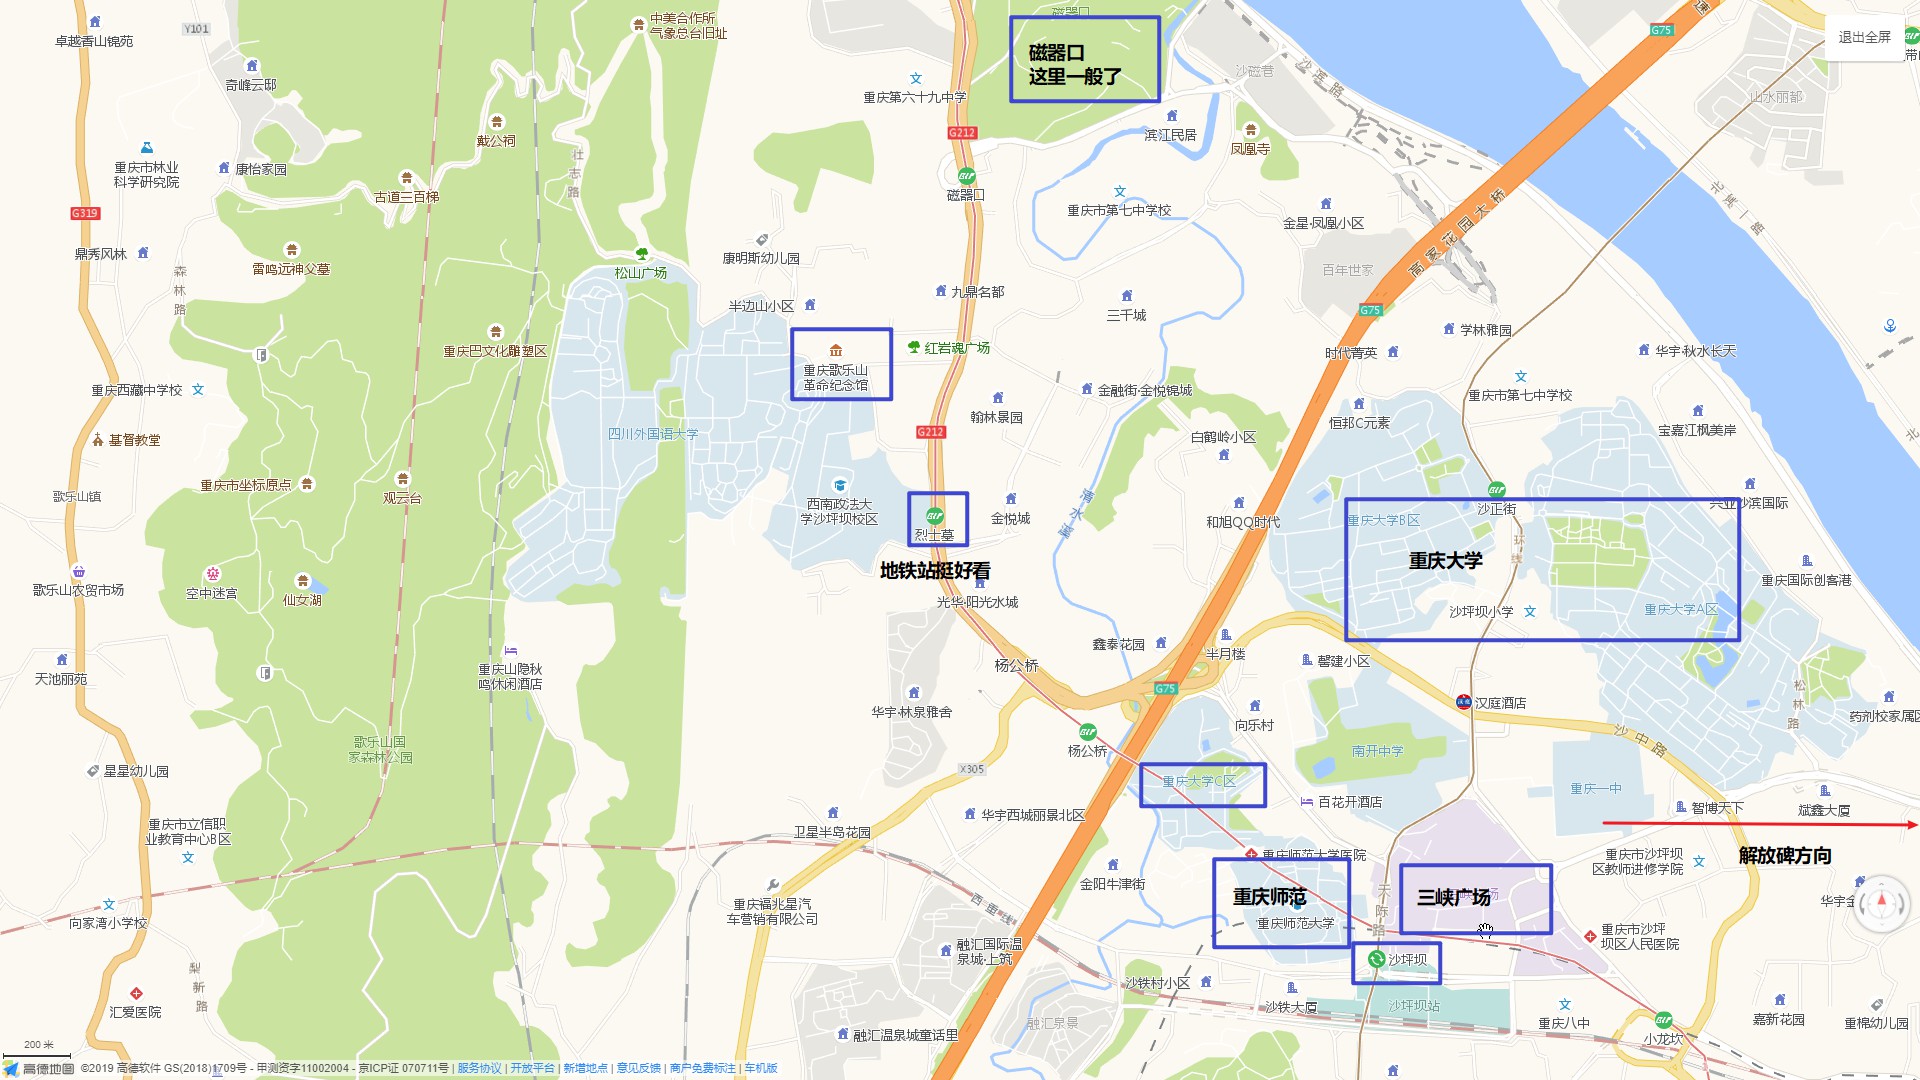 中美合作所
气象总台旧址
卓越香山锦苑
Y101
奇峰云邸
磁器口
磁器口
这里一般了
重庆第六十九中学
沙磁巷
沙滨路
G75
退出全屏
山水丽都
戴公祠
G212
滨江民居
凤凰寺
重庆市林业
科学研究院
康怡家园
壮志路
古道三百梯
磁器口
重庆市第七中学校
金星·凤凰小区
高家花园大桥
北滨一路
G319
鼎秀风林
雷鸣远神父墓
森林路
松山广场
康明斯幼儿园
百年世家
半边山小区
九鼎名都
三千城
G75
学林雅园
时代菁英
华宇·秋水长天
重庆巴文化雕塑区
红岩魂广场
重庆歌乐山
革命纪念馆
重庆西藏中学校
翰林景园
金融街·金悦锦城
重庆市第七中学校
恒邦C元素
宝嘉江枫美岸
基督教堂
四川外国语大学
G212
白鹤岭小区
重庆市坐标原点
歌乐山镇
观云台
西南政法大
学沙坪坝校区
金悦城
清水溪
和旭QQ时代
沙正街
重庆大学B区
兴亚沙滨国际
烈士墓
地铁站挺好看
重庆大学
环线
重庆国际创客港
歌乐山农贸市场
空中迷宫
仙女湖
光华·阳光水城
沙坪坝小学
重庆大学A区
鑫泰花园
半月楼
馨建小区
杨公桥
天池丽苑
重庆山隐秋
鸣休闲酒店
G75
华宇·林泉雅舍
向乐村
汉庭酒店
松林路
药剂校家属区
歌乐山国
家森林公园
杨公桥
南开中学
沙中路
X305
星星幼儿园
重庆大学C区
重庆一中
百花开酒店
智博天下
斌鑫大厦
重庆市立信职
业教育中心B区
卫星半岛花园
华宇西城丽景北区
重庆师范大学医院
重庆市沙坪坝
区教师进修学院
解放碑方向
金阳牛津街
重庆师范
重庆师范大学
天陈路
三峡广场
向家湾小学校
重庆福兆星汽
车营销有限公司
西重线
重庆市沙坪
坝区人民医院
融汇国际温
泉城·上筑
沙坪坝
沙铁村小区
梨新路
汇爱医院
沙铁大厦
沙坪坝站
重庆八中
嘉新花园
重棉幼儿园
融汇泉景
融汇温泉城童话里
小龙坎
200 米
高德地图 ©2019 高德软件 GS(2018)1709号 - 甲测资字11002004 - 京ICP证 070711号 | 服务协议 | 开放平台 | 新增地点 | 意见反馈 | 商户免费标注 | 车机版